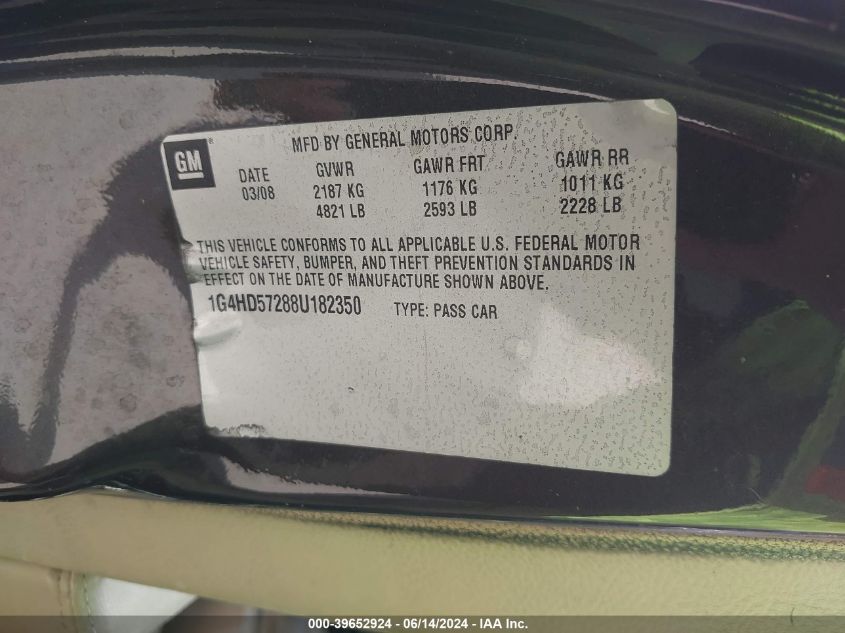 GM®
MFD BY GENERAL MOTORS CORP.
DATE GVWR GAWR FRT GAWR RR
03/08 2187 KG 1176 KG 1011 KG
4821 LB 2593 LB 2228 LB
THIS VEHICLE CONFORMS TO ALL APPLICABLE U.S. FEDERAL MOTOR
VEHICLE SAFETY, BUMPER, AND THEFT PREVENTION STANDARDS IN
EFFECT ON THE DATE OF MANUFACTURE SHOWN ABOVE.
1G4HD57288U182350 TYPE: PASS CAR
000-39652924 - 06/14/2024 - IAA Inc.